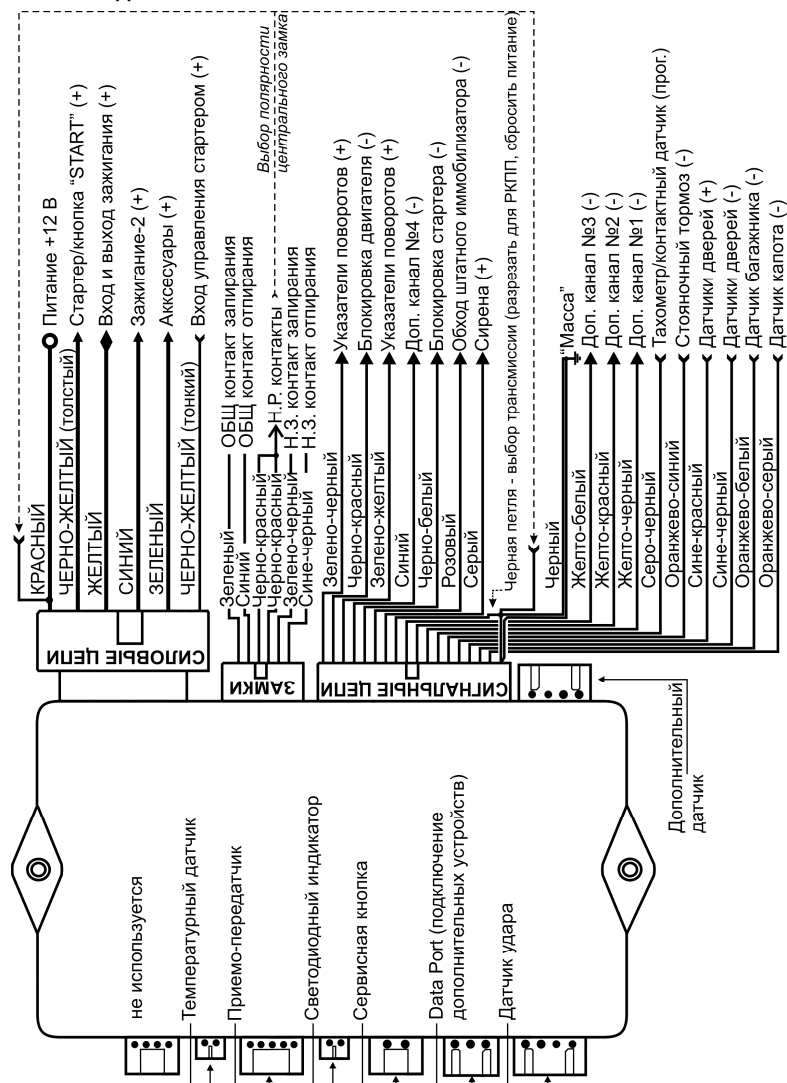 КРАСНЫЙ
Питание +12 В
ЧЕРНО-ЖЕЛТЫЙ (толстый)
Стартер/кнопка “START” (+)
ЖЕЛТЫЙ
Вход и выход зажигания (+)
СИНИЙ
Зажигание-2 (+)
ЗЕЛЕНЫЙ
Акксесуары (+)
ЧЕРНО-ЖЕЛТЫЙ (тонкий)
Вход управления стартером (+)
СИЛОВЫЕ ЦЕПИ
Выбор полярности
центрального замка
Зеленый
ОБЩ контакт запирания
Синий
ОБЩ контакт отпирания
Черно-красный
Черно-красный
Н.Р. контакты
Зелено-черный
Н.З. контакт запирания
Сине-черный
Н.З. контакт отпирания
ЗАМКИ
Зелено-черный
Указатели поворотов (+)
Черно-красный
Блокировка двигателя (-)
Зелено-желтый
Указатели поворотов (+)
Синий
Доп. канал №4 (-)
Черно-белый
Блокировка стартера (-)
Розовый
Обход штатного иммобилизатора (-)
Серый
Сирена (+)
Черная петля - выбор трансмиссии (разрезать для РКПП, сбросить питание)
Черный
“Масса”
Желто-белый
Доп. канал №3 (-)
Желто-красный
Доп. канал №2 (-)
Желто-черный
Доп. канал №1 (-)
Серо-черный
Тахометр/контактный датчик (прог.)
Оранжево-синий
Стояночный тормоз (-)
Сине-красный
Датчики дверей (+)
Сине-черный
Датчики дверей (-)
Оранжево-белый
Датчик багажника (-)
Оранжево-серый
Датчик капота (-)
СИГНАЛЬНЫЕ ЦЕПИ
Дополнительный
датчик
не используется
Температурный датчик
Приемо-передатчик
Светодиодный индикатор
Сервисная кнопка
Data Port (подключение
дополнительных устройств)
Датчик удара